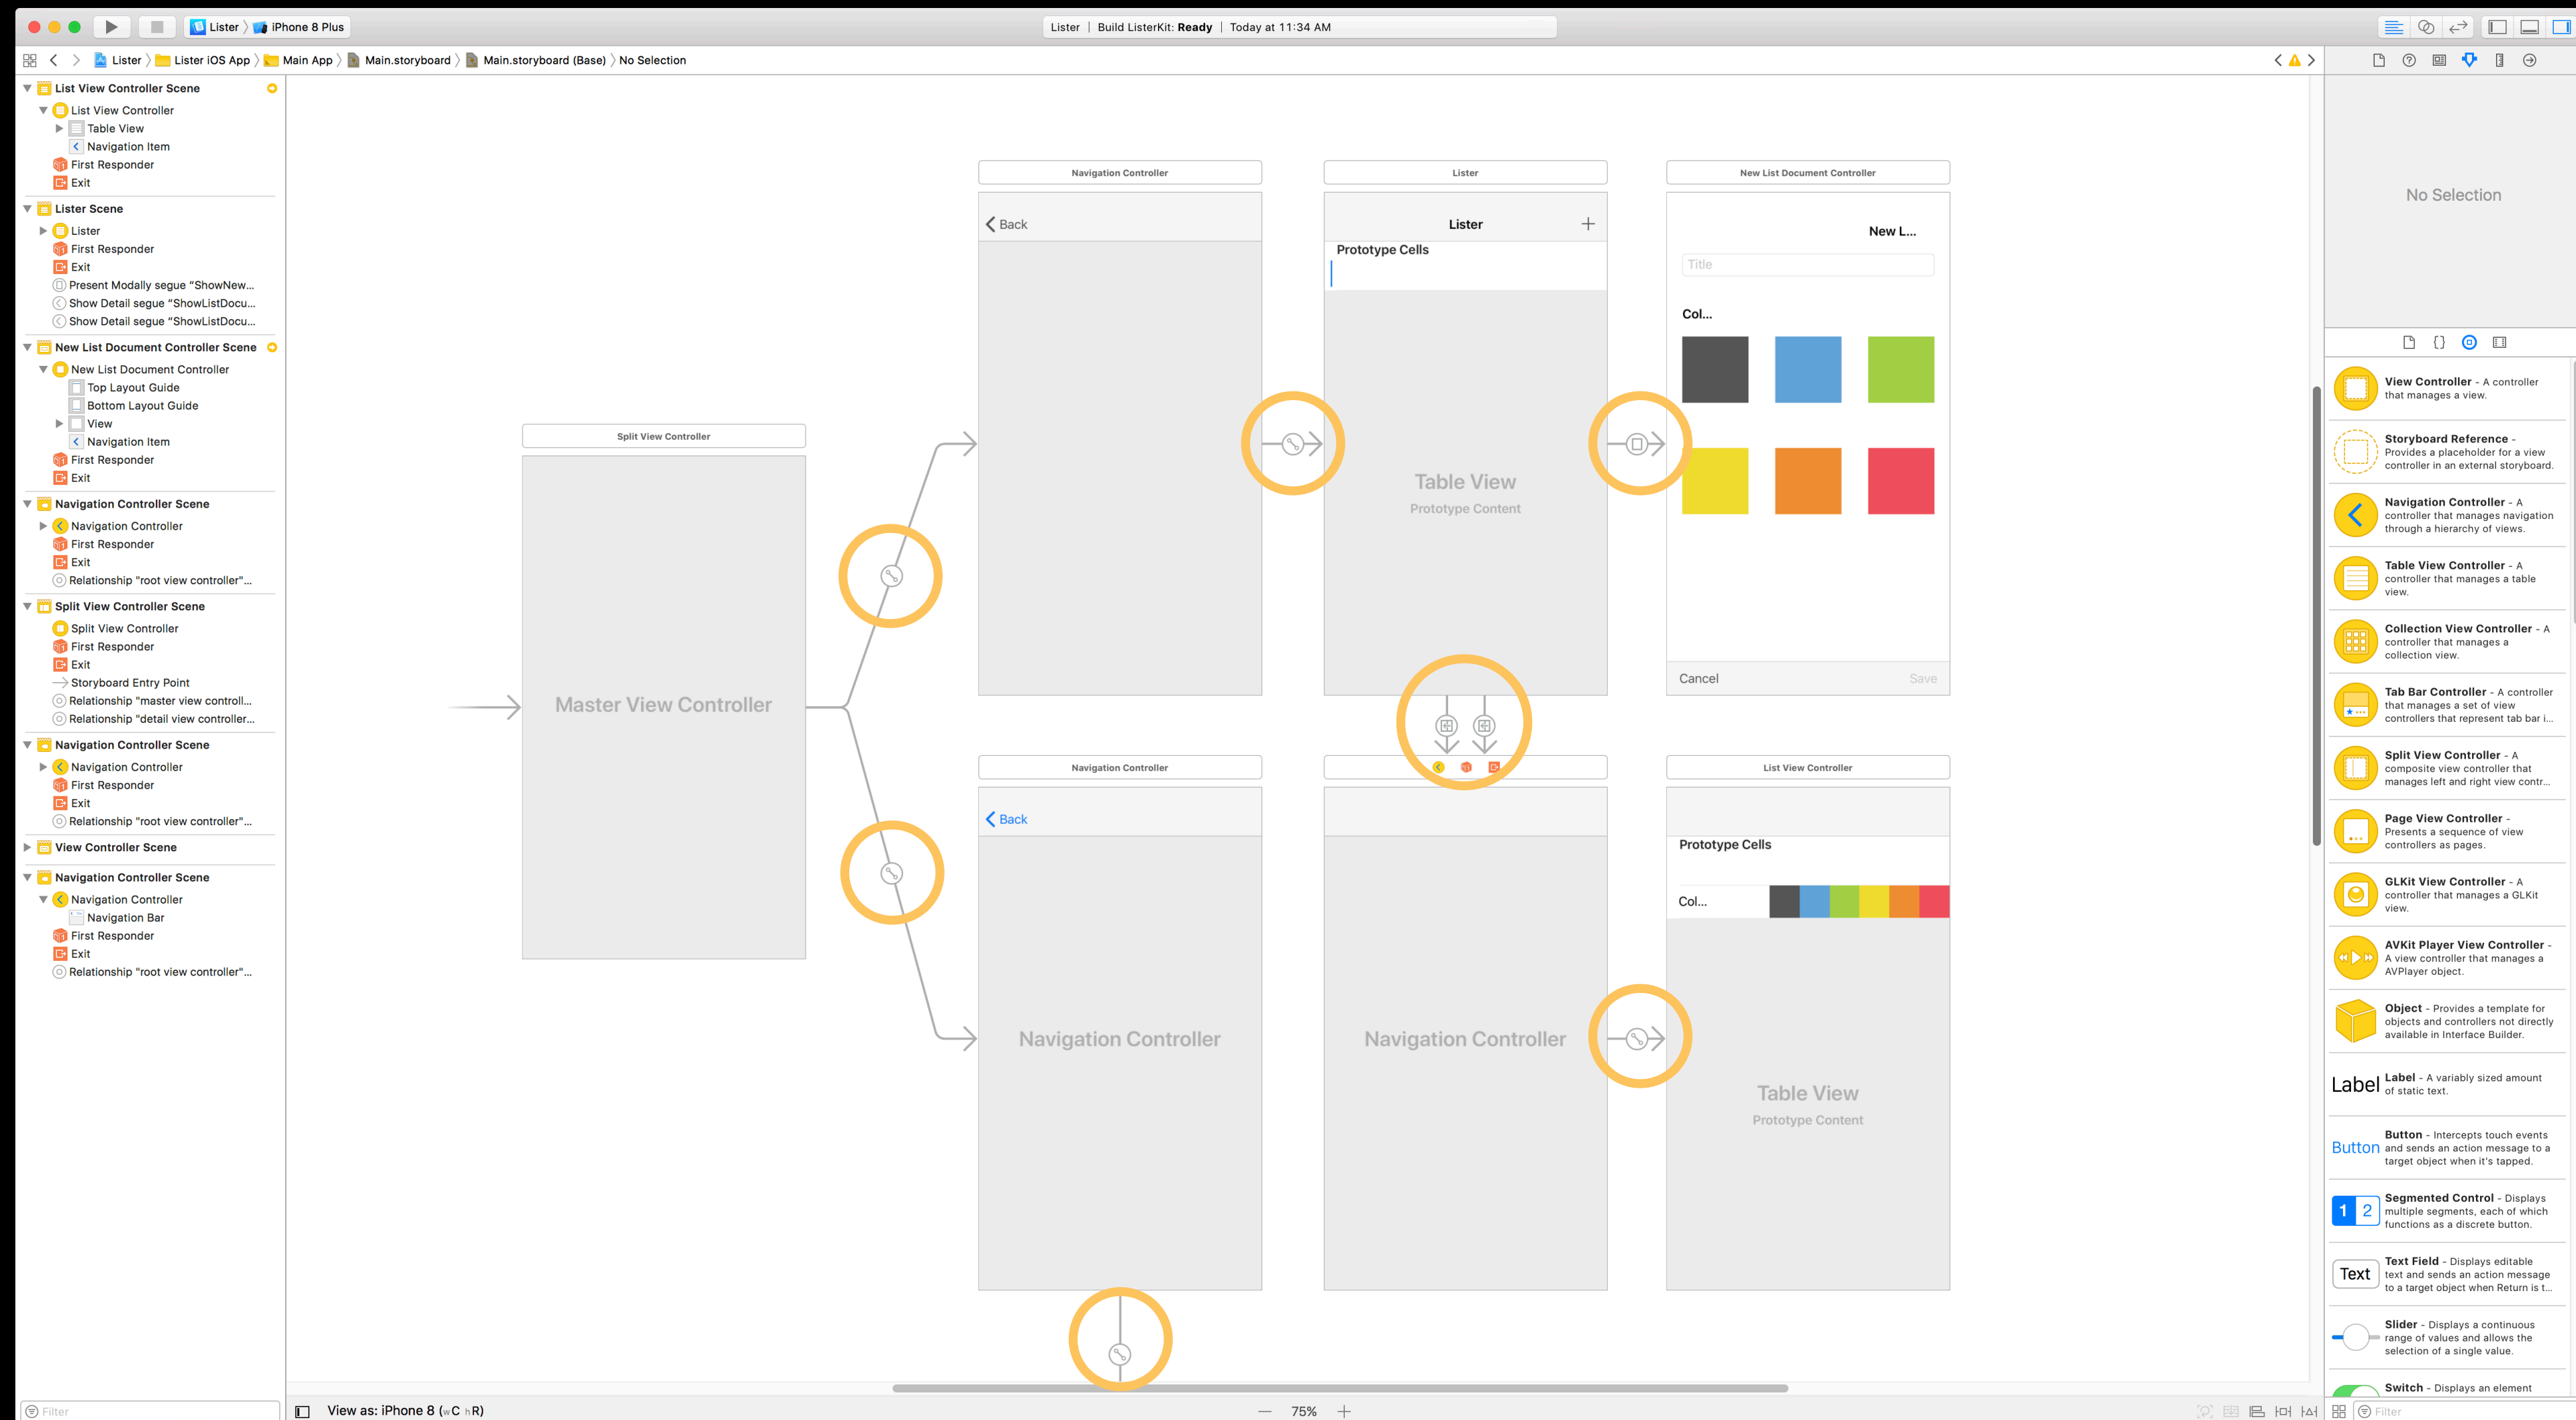 Lister
iPhone 8 Plus
Lister | Build ListerKit: Ready | Today at 11:34 AM
Lister
Lister iOS App
Main App
Main.storyboard
Main.storyboard (Base)
No Selection
List View Controller Scene
List View Controller
Table View
Navigation Item
First Responder
Exit
Lister Scene
Lister
First Responder
Exit
Present Modally segue “ShowNew...
Show Detail segue “ShowListDocu...
Show Detail segue “ShowListDocu...
New List Document Controller Scene
New List Document Controller
Top Layout Guide
Bottom Layout Guide
View
Navigation Item
First Responder
Exit
Navigation Controller Scene
Navigation Controller
First Responder
Exit
Relationship "root view controller"...
Split View Controller Scene
Split View Controller
First Responder
Exit
Storyboard Entry Point
Relationship "master view controll...
Relationship "detail view controller...
Navigation Controller Scene
Navigation Controller
First Responder
Exit
Relationship "root view controller"...
View Controller Scene
Navigation Controller Scene
Navigation Controller
Navigation Bar
First Responder
Exit
Relationship "root view controller"...
Filter
Split View Controller
Master View Controller
Navigation Controller
Back
Lister
Lister
Prototype Cells
Table View
Prototype Content
New List Document Controller
New L...
Title
Col...
Cancel
Save
Navigation Controller
Back
Navigation Controller
Navigation Controller
List View Controller
Prototype Cells
Col...
Table View
Prototype Content
View as: iPhone 8 (wC hR)
75%
No Selection
View Controller - A controller
that manages a view.
Storyboard Reference -
Provides a placeholder for a view
controller in an external storyboard.
Navigation Controller - A
controller that manages navigation
through a hierarchy of views.
Table View Controller - A
controller that manages a table
view.
Collection View Controller - A
controller that manages a
collection view.
Tab Bar Controller - A controller
that manages a set of view
controllers that represent tab bar i...
Split View Controller - A
composite view controller that
manages left and right view contr...
Page View Controller -
Presents a sequence of view
controllers as pages.
GLKit View Controller - A
controller that manages a GLKit
view.
AVKit Player View Controller -
A view controller that manages a
AVPlayer object.
Object - Provides a template for
objects and controllers not directly
available in Interface Builder.
Label
Label - A variably sized amount
of static text.
Button
Button - Intercepts touch events
and sends an action message to a
target object when it's tapped.
1 2
Segmented Control - Displays
multiple segments, each of which
functions as a discrete button.
Text
Text Field - Displays editable
text and sends an action message
to a target object when Return is t...
Slider - Displays a continuous
range of values and allows the
selection of a single value.
Switch - Displays an element
Filter